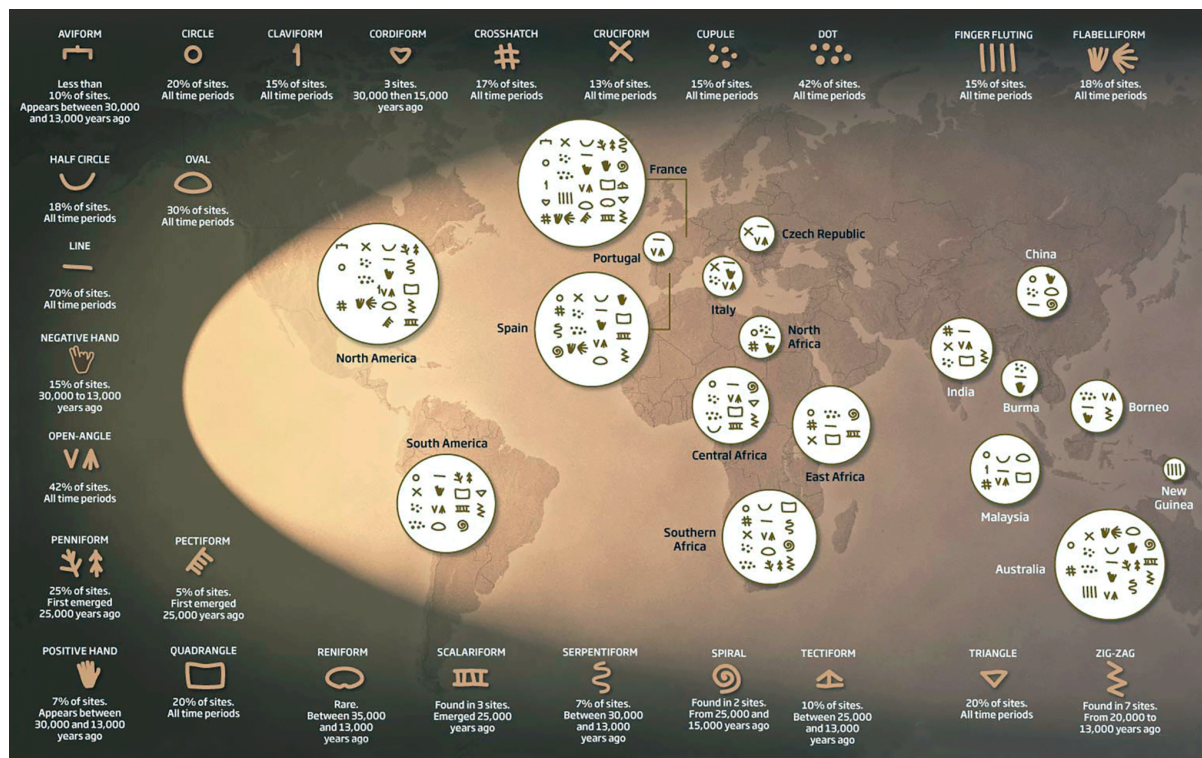 AVIFORM
Less than
10% of sites.
Appears between 30,000
and 13,000 years ago
CIRCLE
20% of sites.
All time periods
CLAVIFORM
15% of sites.
All time periods
CORDIFORM
3 sites.
30,000 then 15,000
years ago
CROSSHATCH
17% of sites.
All time periods
CRUCIFORM
13% of sites.
All time periods
CUPULE
15% of sites.
All time periods
DOT
42% of sites.
All time periods
FINGER FLUTING
15% of sites.
All time periods
FLABELLIFORM
18% of sites.
All time periods
HALF CIRCLE
18% of sites.
All time periods
OVAL
30% of sites.
All time periods
LINE
70% of sites.
All time periods
NEGATIVE HAND
15% of sites.
30,000 to 13,000
years ago
OPEN-ANGLE
42% of sites.
All time periods
PENNIFORM
25% of sites.
First emerged
25,000 years ago
PECTIFORM
5% of sites.
First emerged
25,000 years ago
France
Portugal
Czech Republic
Italy
Spain
North America
North
Africa
China
India
Burma
Borneo
South America
Central Africa
East Africa
Malaysia
New
Guinea
Southern
Africa
Australia
POSITIVE HAND
7% of sites.
Appears between
30,000 and 13,000
years ago
QUADRANGLE
20% of sites.
All time periods
RENIFORM
Rare.
Between 35,000
and 13,000
years ago
SCALARIFORM
Found in 3 sites.
Emerged 25,000
years ago
SERPENTIFORM
7% of sites.
Between 30,000
and 13,000
years ago
SPIRAL
Found in 2 sites.
From 25,000 and
15,000 years ago
TECTIFORM
10% of sites.
Between 25,000
and 13,000
years ago
TRIANGLE
20% of sites.
All time periods
ZIG-ZAG
Found in 7 sites.
From 20,000 to
13,000 years ago